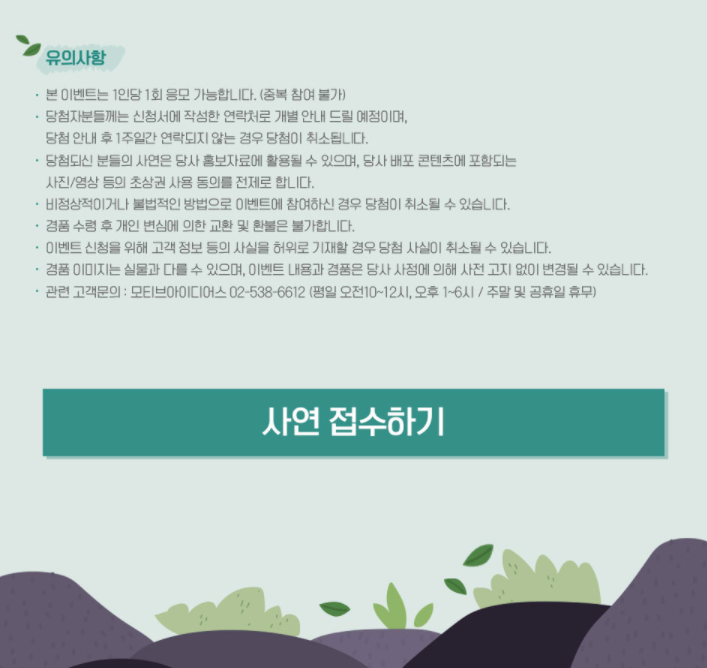 유의사항
· 본 이벤트는 1인당 1회 응모 가능합니다. (중복 참여 불가)
· 당첨자분들께는 신청서에 작성한 연락처로 개별 안내 드릴 예정이며,
당첨 안내 후 1주일간 연락되지 않는 경우 당첨이 취소됩니다.
· 당첨되신 분들의 사연은 당사 홍보자료에 활용될 수 있으며, 당사 배포 콘텐츠에 포함되는
사진/영상 등의 초상권 사용 동의를 전제로 합니다.
· 비정상적이거나 불법적인 방법으로 이벤트에 참여하신 경우 당첨이 취소될 수 있습니다.
· 경품 수령 후 개인 변심에 의한 교환 및 환불은 불가합니다.
· 이벤트 신청을 위해 고객 정보 등의 사실을 허위로 기재할 경우 당첨 사실이 취소될 수 있습니다.
· 경품 이미지는 실물과 다를 수 있으며, 이벤트 내용과 경품은 당사 사정에 의해 사전 고지 없이 변경될 수 있습니다.
· 관련 고객문의 : 모티브아이디어스 02-538-6612 (평일 오전10~12시, 오후 1~6시 / 주말 및 공휴일 휴무)
사연 접수하기